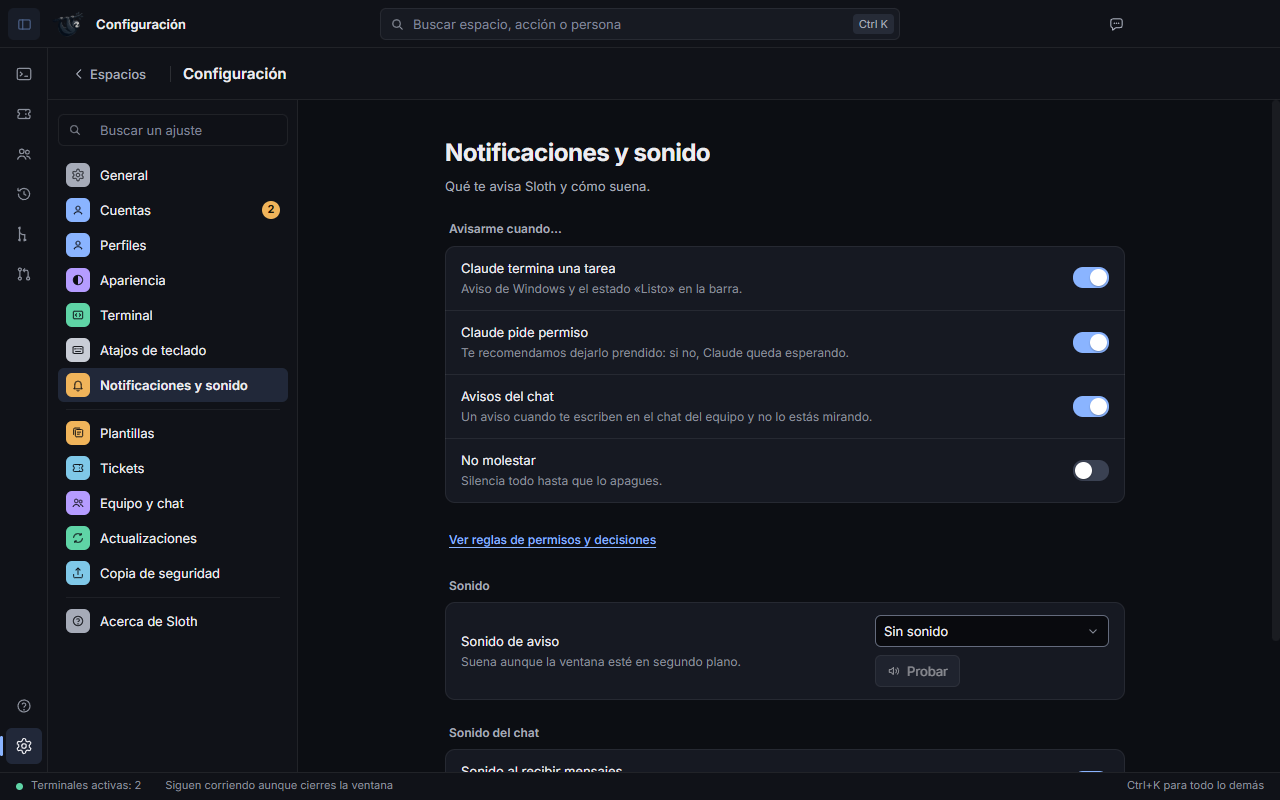 Configuración
Buscar espacio, acción o persona
Ctrl K
Espacios
Configuración
Buscar un ajuste
General
Cuentas
2
Perfiles
Apariencia
Terminal
Atajos de teclado
Notificaciones y sonido
Plantillas
Tickets
Equipo y chat
Actualizaciones
Copia de seguridad
Acerca de Sloth
Notificaciones y sonido
Qué te avisa Sloth y cómo suena.
Avisarme cuando...
Claude termina una tarea
Aviso de Windows y el estado «Listo» en la barra.
Claude pide permiso
Te recomendamos dejarlo prendido: si no, Claude queda esperando.
Avisos del chat
Un aviso cuando te escriben en el chat del equipo y no lo estás mirando.
No molestar
Silencia todo hasta que lo apagues.
Ver reglas de permisos y decisiones
Sonido
Sonido de aviso
Suena aunque la ventana esté en segundo plano.
Sin sonido
Probar
Sonido del chat
Sonido al recibir mensajes
Terminales activas: 2
Siguen corriendo aunque cierres la ventana
Ctrl+K para todo lo demás